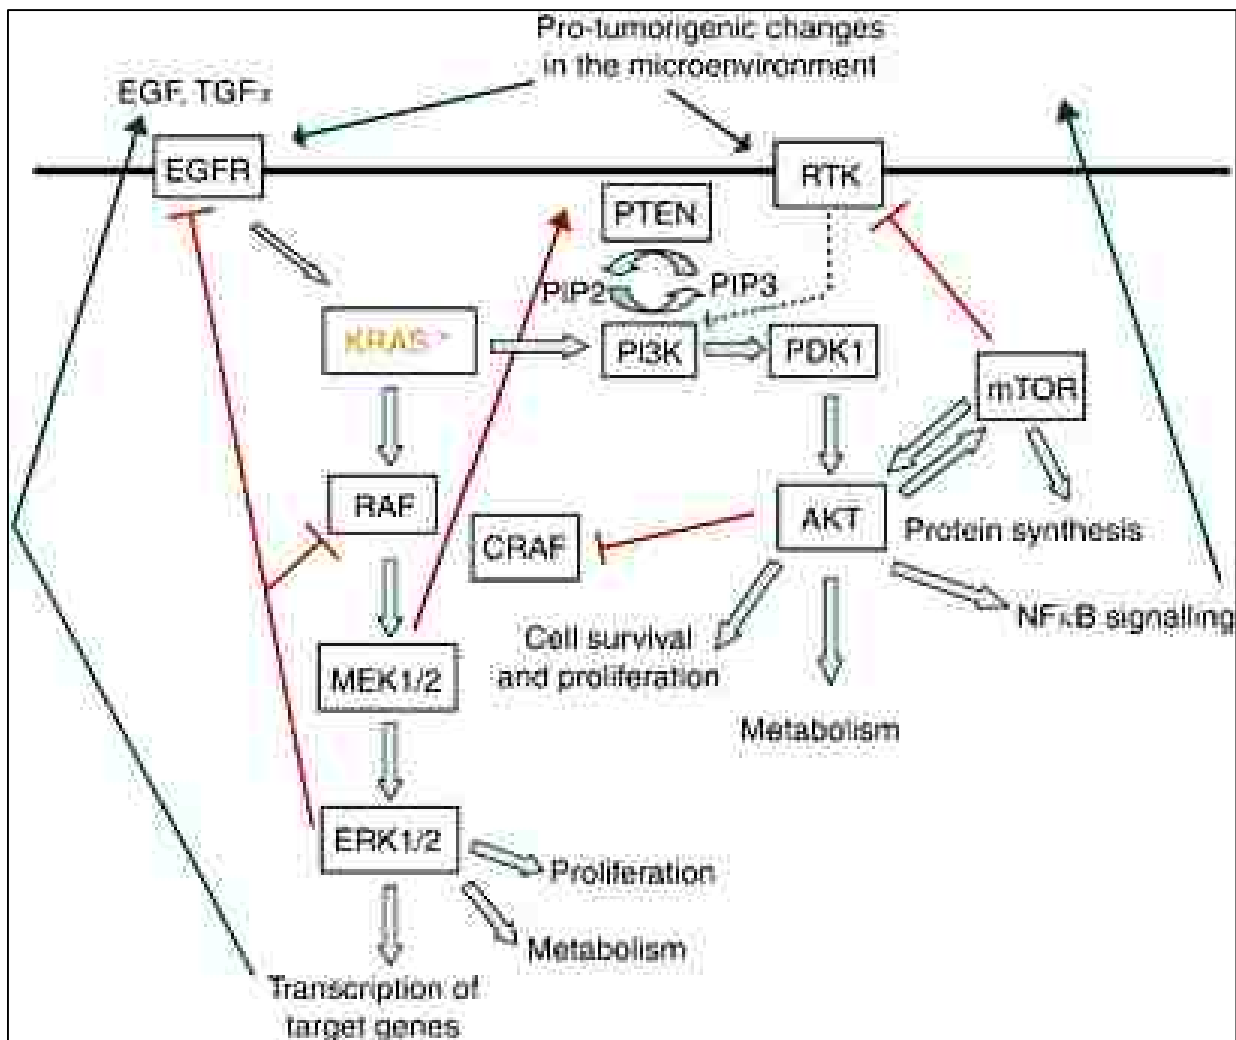 Pro-tumorigenic changes
in the microenvironment
EGF, TGFα
EGFR
RTK
PTEN
PIP2
PIP3
KRAS
PI3K
PDK1
mTOR
RAF
CRAF
AKT
Protein synthesis
NFκB signalling
Cell survival
and proliferation
MEK1/2
Metabolism
ERK1/2
Proliferation
Metabolism
Transcription of
target genes